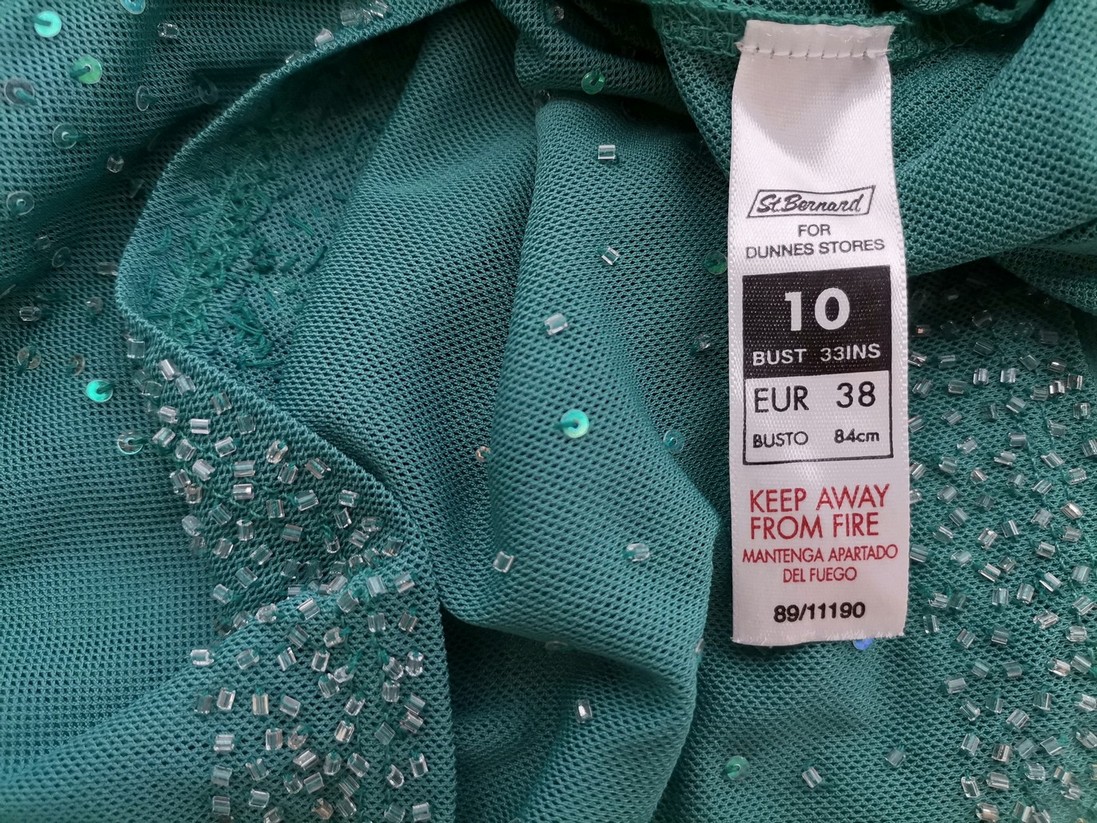 St.Bernard
FOR
DUNNES STORES
10
BUST 33INS
EUR 38
BUSTO 84cm
KEEP AWAY
FROM FIRE
MANTENGA APARTADO
DEL FUEGO
89/11190